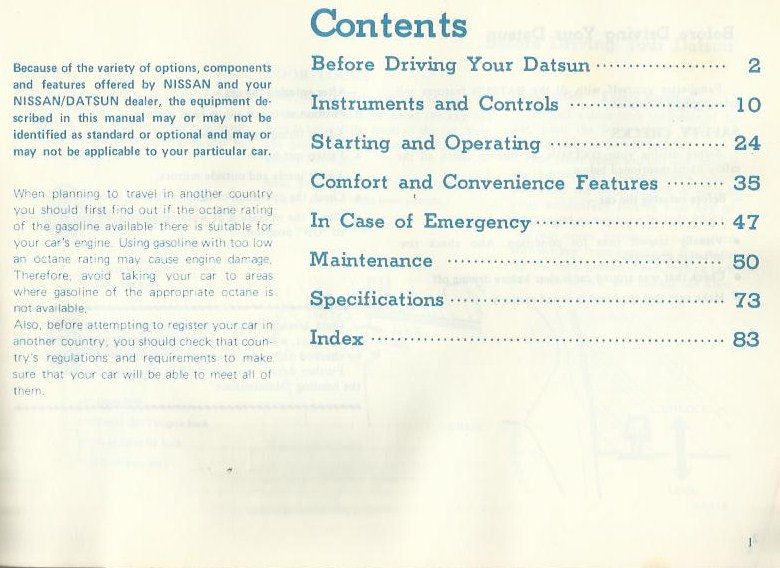 Contents
Before Driving Your Datsun 2
Instruments and Controls 10
Starting and Operating 24
Comfort and Convenience Features 35
In Case of Emergency 47
Maintenance 50
Specifications 73
Index 83
Because of the variety of options, components
and features offered by NISSAN and your
NISSAN/DATSUN dealer, the equipment de-
scribed in this manual may or may not be
identified as standard or optional and may or
may not be applicable to your particular car.
When planning to travel in another country
you should first find out if the octane rating
of the gasoline available there is suitable for
your car's engine. Using gasoline with too low
an octane rating may cause engine damage.
Therefore, avoid taking your car to areas
where gasoline of the appropriate octane is
not available.
Also, before attempting to register your car in
another country, you should check that coun-
try's regulations and requirements to make
sure that your car will be able to meet all of
them.
1